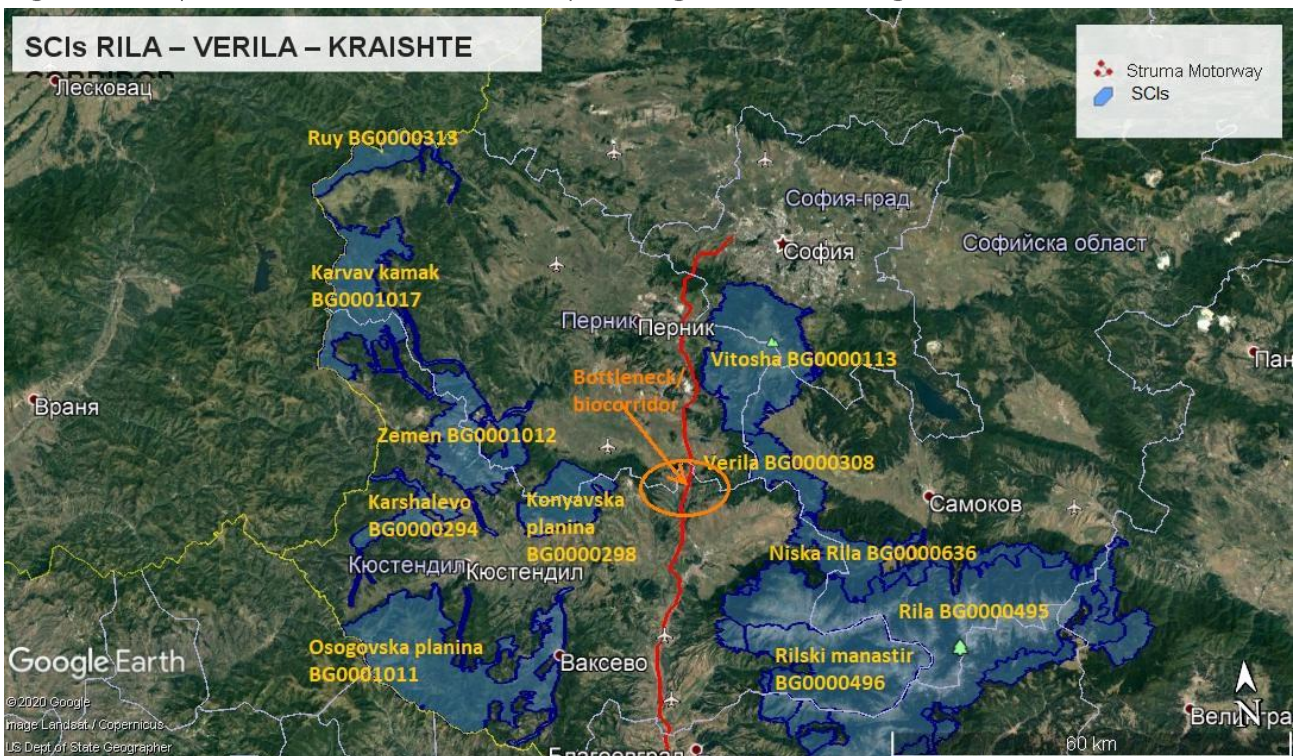 SCIs RILA – VERILA – KRAISHTE
CORRIDOR
Struma Motorway
SCIs
Лесковац
Ruy BG0000313
София-град
София
Софийска област
Karvav kamak
BG0001017
Перник
Перник
Vitosha BG0000113
Пан
Враня
Bottleneck/
biocorridor
Zemen BG0001012
Verila BG0000308
Самоков
Karshalevo
BG0000294
Konyavska
planina
BG0000298
Niska RIla BG0000636
Кюстендил
Кюстендил
Rila BG0000495
Osogovska planina
BG0001011
Ваксево
Rilski manastir
BG0000496
Google Earth
©2020 Google
Image Landsat / Copernicus
US Dept of State Geographer
Благоевград
N
Велингра
60 km